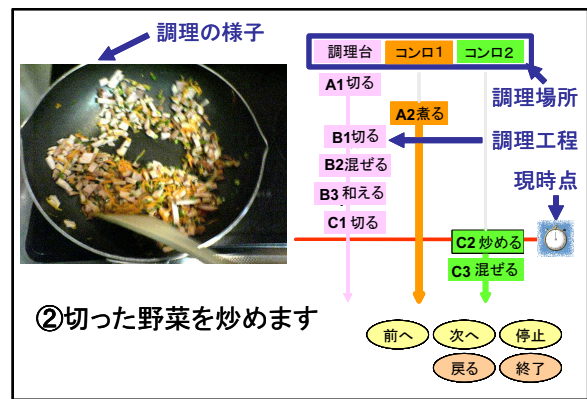 調理の様子
調理台 コンロ1 コンロ2
調理場所
A1切る
A2煮る
B1切る
調理工程
B2混ぜる
B3和える
現時点
C1切る
C2炒める
C3混ぜる
②切った野菜を炒めます
前へ 次へ 停止
戻る 終了